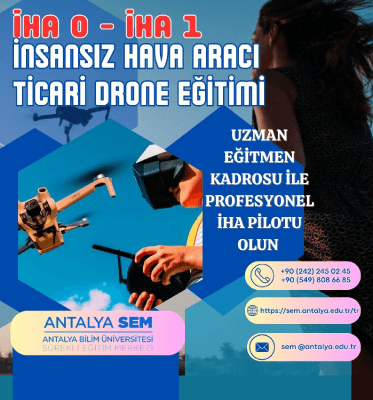 İHA 0 - İHA 1
İNSANSIZ HAVA ARACI
TİCARİ DRONE EĞİTİMİ
UZMAN
EĞİTMEN
KADROSU İLE
PROFESYONEL
İHA PİLOTU
OLUN
+90 (242) 245 02 45
+90 (549) 808 66 85
https://sem.antalya.edu.tr/tr
sem @antalya.edu.tr
ANTALYA SEM
ANTALYA BİLİM ÜNİVERSİTESİ
SÜREKLİ EĞİTİM MERKEZİ